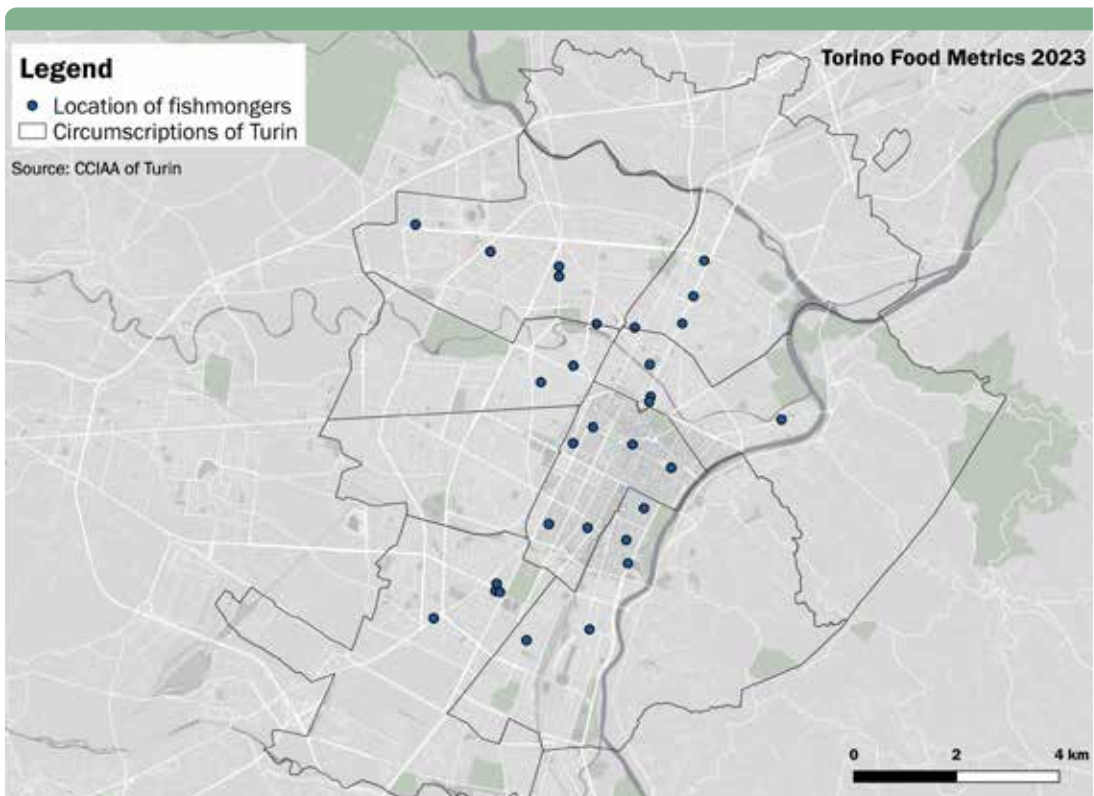 Torino Food Metrics 2023
Legend
Location of fishmongers
Circumscriptions of Turin
Source: CCIAA of Turin
0 2 4 km